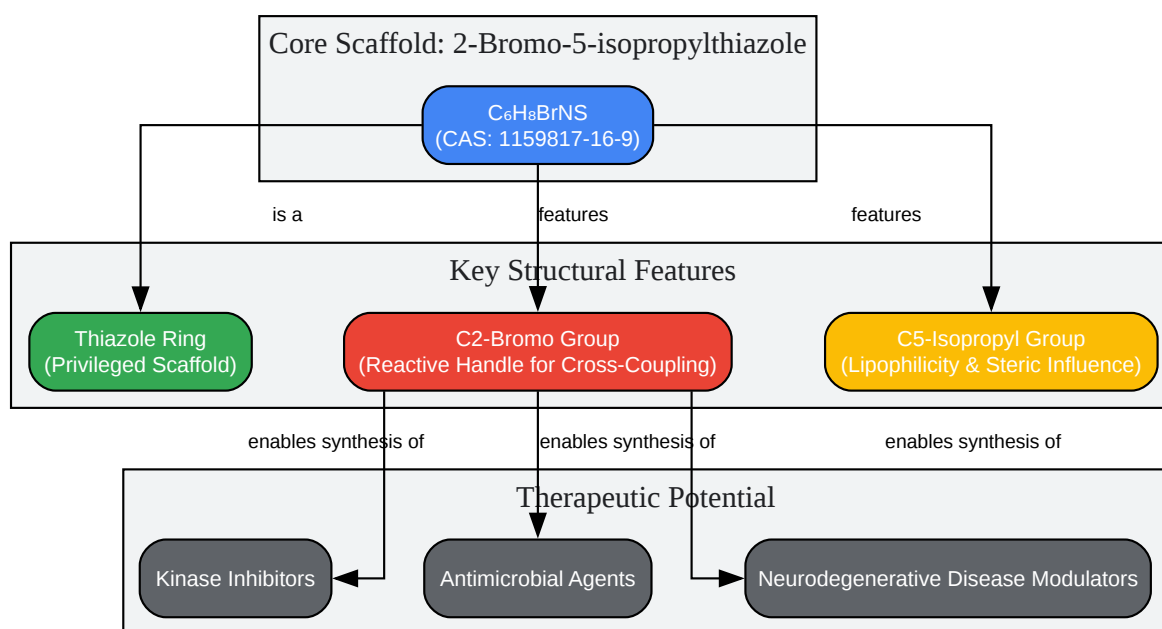 Core Scaffold: 2-Bromo-5-isopropylthiazole
C₆H₈BrNS
(CAS: 1159817-16-9)
is a
features
features
Key Structural Features
Thiazole Ring
(Privileged Scaffold)
C2-Bromo Group
(Reactive Handle for Cross-Coupling)
C5-Isopropyl Group
(Lipophilicity & Steric Influence)
enables synthesis of
enables synthesis of
enables synthesis of
Therapeutic Potential
Kinase Inhibitors
Antimicrobial Agents
Neurodegenerative Disease Modulators